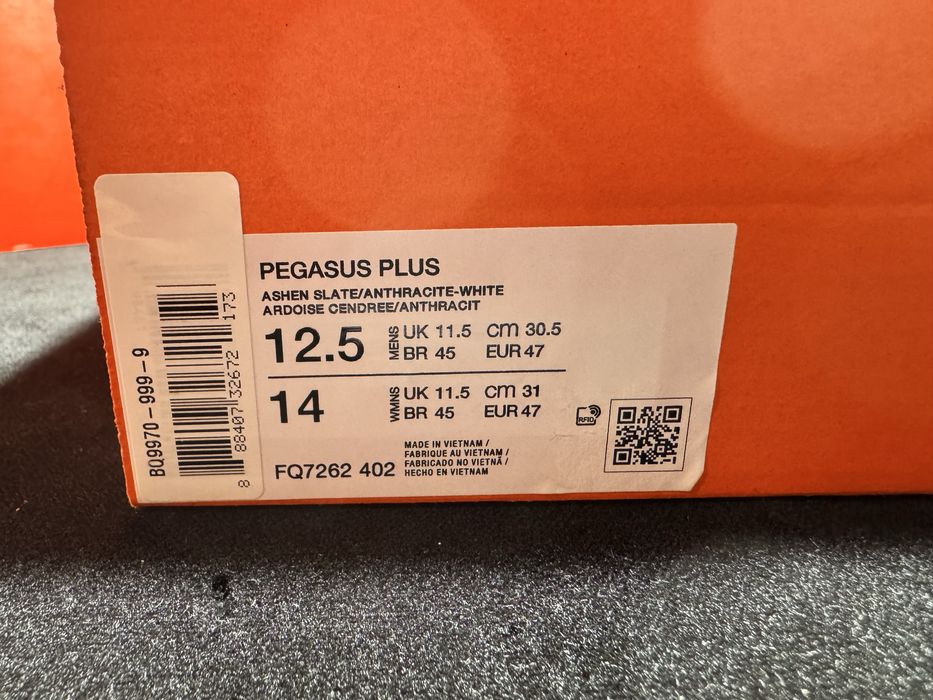 PEGASUS PLUS
ASHEN SLATE/ANTHRACITE-WHITE
ARDOISE CENDREE/ANTHRACIT
12.5 MENS UK 11.5 CM 30.5
BR 45 EUR 47
14 WMNS UK 11.5 CM 31
BR 45 EUR 47
RFID
FQ7262 402
MADE IN VIETNAM /
FABRIQUE AU VIETNAM /
FABRICADO NO VIETNÃ /
HECHO EN VIETNAM
BQ9970-999-9
8 88407 32672 173